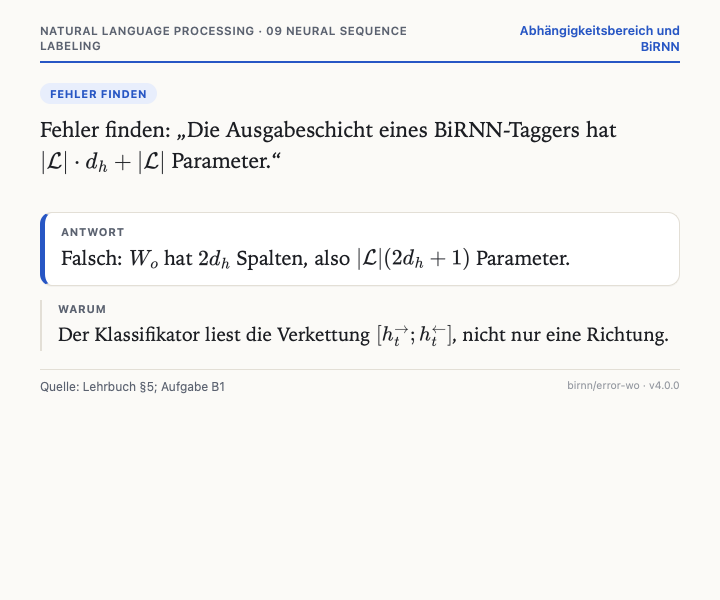 NATURAL LANGUAGE PROCESSING · 09 NEURAL SEQUENCE LABELING
Abhängigkeitsbereich und BiRNN
FEHLER FINDEN
Fehler finden: „Die Ausgabeschicht eines BiRNN-Taggers hat
|ℒ| · d_h + |ℒ| Parameter.“
ANTWORT
Falsch: W_o hat 2d_h Spalten, also |ℒ|(2d_h + 1) Parameter.
WARUM
Der Klassifikator liest die Verkettung [h_t^→; h_t^←], nicht nur eine Richtung.
Quelle: Lehrbuch §5; Aufgabe B1
birnn/error-wo · v4.0.0